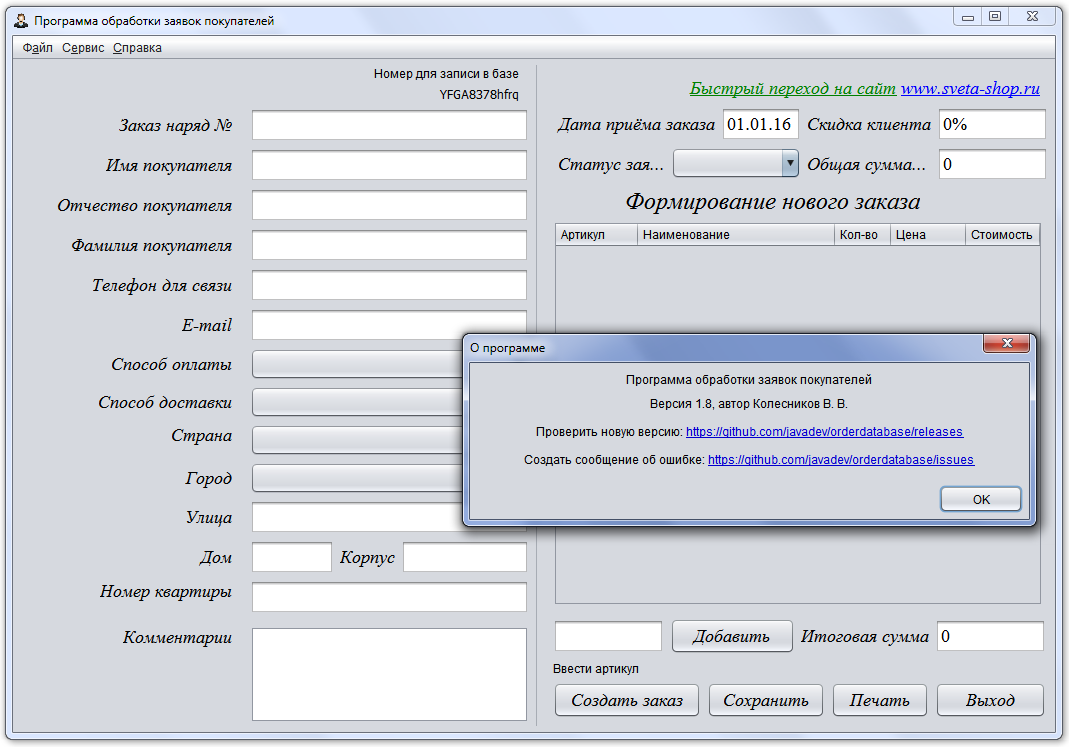 Программа обработки заявок покупателей
Файл Сервис Справка
Номер для записи в базе
YFGA8378hfrq
Заказ наряд №
Имя покупателя
Отчество покупателя
Фамилия покупателя
Телефон для связи
E-mail
Способ оплаты
Способ доставки
Страна
Город
Улица
Дом Корпус
Номер квартиры
Комментарии
Быстрый переход на сайт www.sveta-shop.ru
Дата приёма заказа 01.01.16 Скидка клиента 0%
Статус зая... Общая сумма... 0
Формирование нового заказа
Артикул Наименование Кол-во Цена Стоимость
О программе
Программа обработки заявок покупателей
Версия 1.8, автор Колесников В. В.
Проверить новую версию: https://github.com/javadev/orderdatabase/releases
Создать сообщение об ошибке: https://github.com/javadev/orderdatabase/issues
OK
Добавить Итоговая сумма 0
Ввести артикул
Создать заказ Сохранить Печать Выход